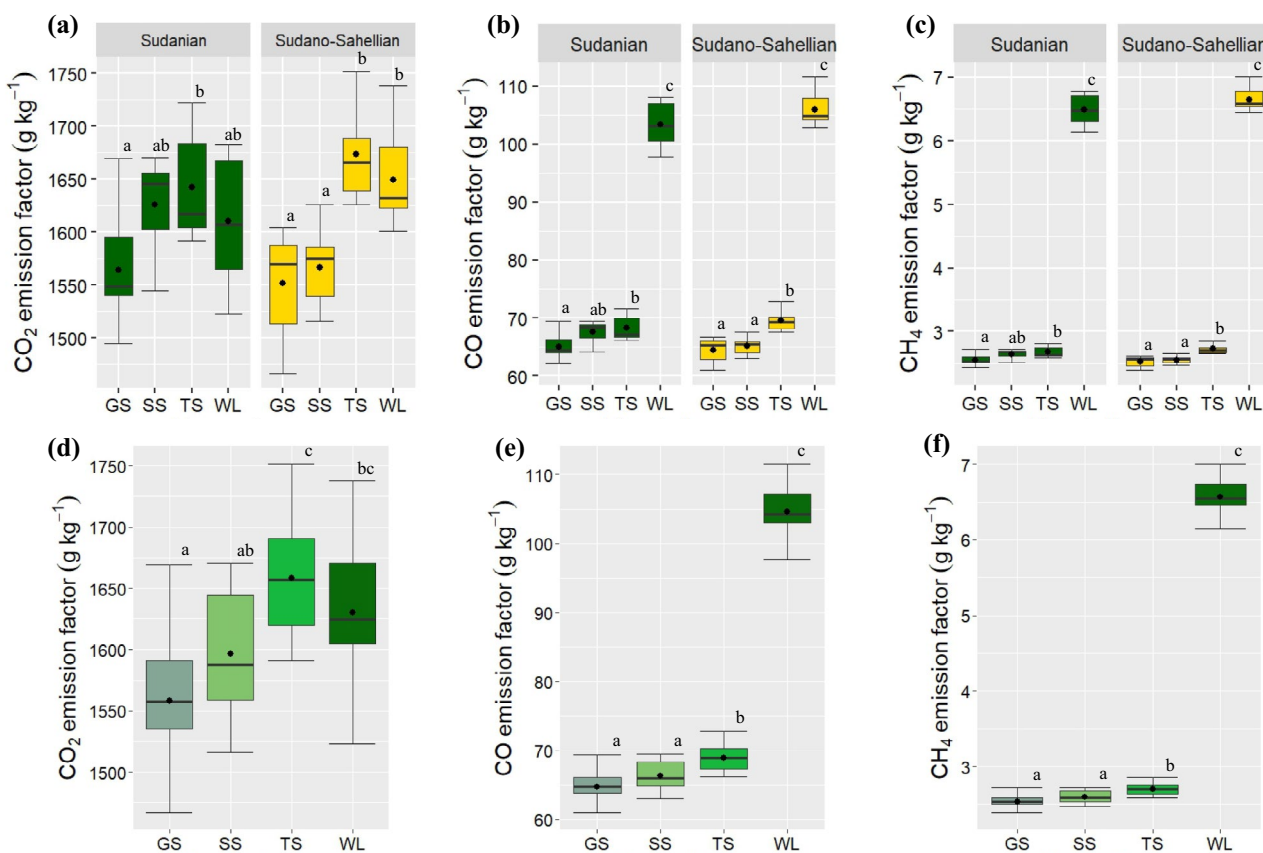 (a)
Sudanian Sudano-Sahellian
CO₂ emission factor (g kg⁻¹)
1750
1700
1650
1600
1550
1500
a ab b ab
a a b b
GS SS TS WL GS SS TS WL
(b)
Sudanian Sudano-Sahellian
CO emission factor (g kg⁻¹)
110
100
90
80
70
60
a ab b c
a a b c
GS SS TS WL GS SS TS WL
(c)
Sudanian Sudano-Sahellian
CH₄ emission factor (g kg⁻¹)
7
6
5
4
3
a ab b c
a a b c
GS SS TS WL GS SS TS WL
(d)
CO₂ emission factor (g kg⁻¹)
1750
1700
1650
1600
1550
1500
a ab c bc
GS SS TS WL
(e)
CO emission factor (g kg⁻¹)
110
100
90
80
70
60
a a b c
GS SS TS WL
(f)
CH₄ emission factor (g kg⁻¹)
7
6
5
4
3
a a b c
GS SS TS WL